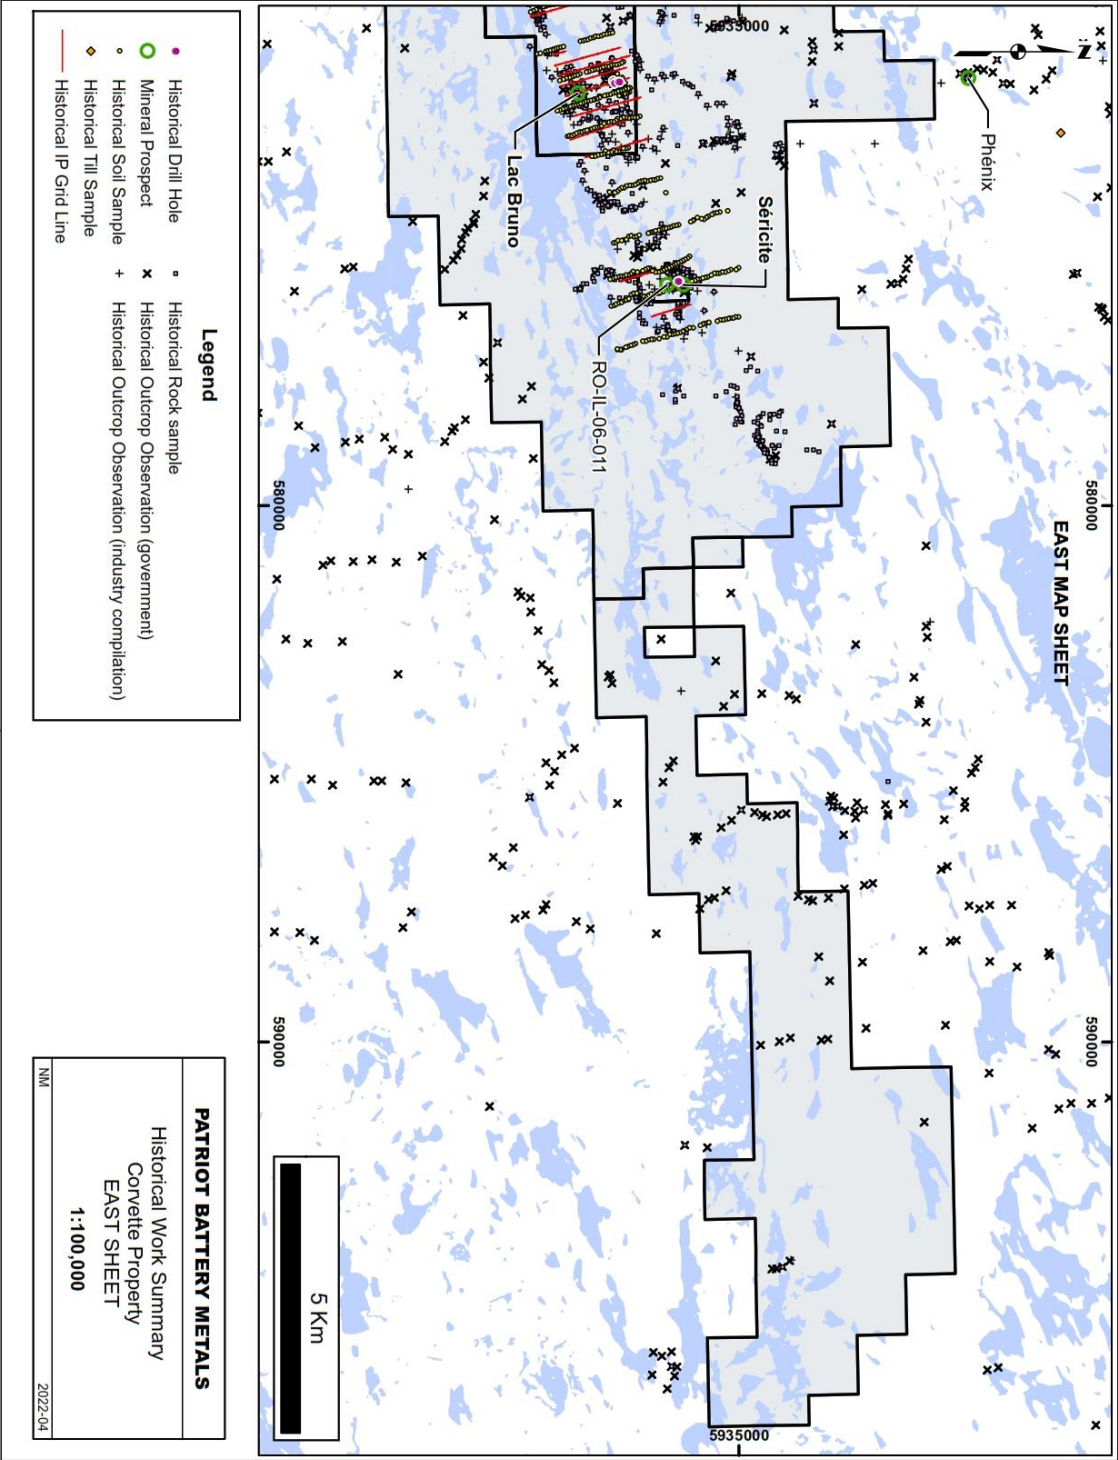 EAST MAP SHEET
580000
590000
N
Phénix
Séricite
Lac Bruno
RO-IL-06-011
5935000
580000
590000
5 Km
Legend
Historical Drill Hole
Mineral Prospect
Historical Soil Sample
Historical Till Sample
Historical IP Grid Line
Historical Rock sample
Historical Outcrop Observation (government)
Historical Outcrop Observation (industry compilation)
PATRIOT BATTERY METALS
Historical Work Summary
Corvette Property
EAST SHEET
1:100,000
NM
2022-04